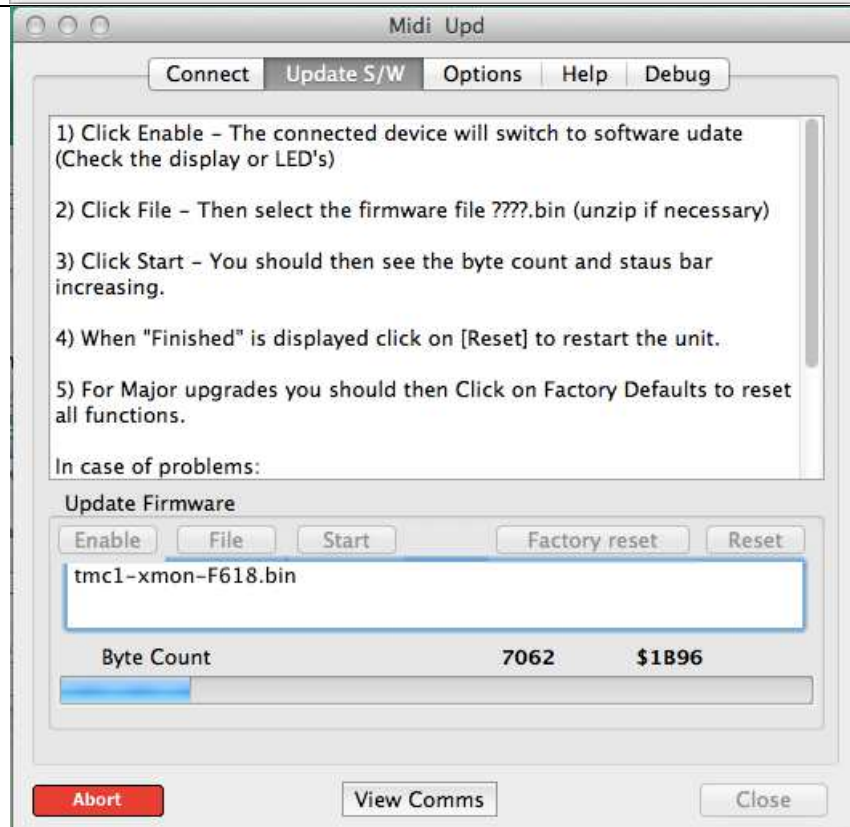 Midi Upd
Connect Update S/W Options Help Debug
1) Click Enable – The connected device will switch to software udate
(Check the display or LED's)
2) Click File – Then select the firmware file ????.bin (unzip if necessary)
3) Click Start – You should then see the byte count and staus bar
increasing.
4) When "Finished" is displayed click on [Reset] to restart the unit.
5) For Major upgrades you should then Click on Factory Defaults to reset
all functions.
In case of problems:
Update Firmware
Enable File Start Factory reset Reset
tmc1-xmon-F618.bin
Byte Count 7062 $1B96
Abort View Comms Close